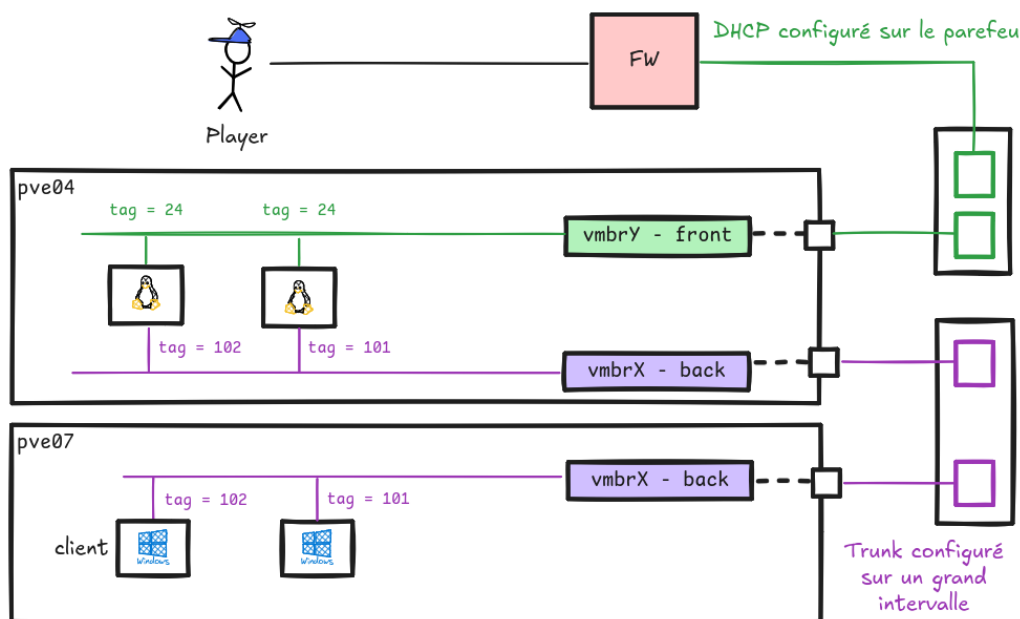 DHCP configuré sur le parefeu
FW
Player
pve04
tag = 24
tag = 24
vmbrY - front
tag = 102
tag = 101
vmbrX - back
pve07
vmbrX - back
tag = 102
tag = 101
client
Windows
Windows
Trunk configuré
sur un grand
intervalle